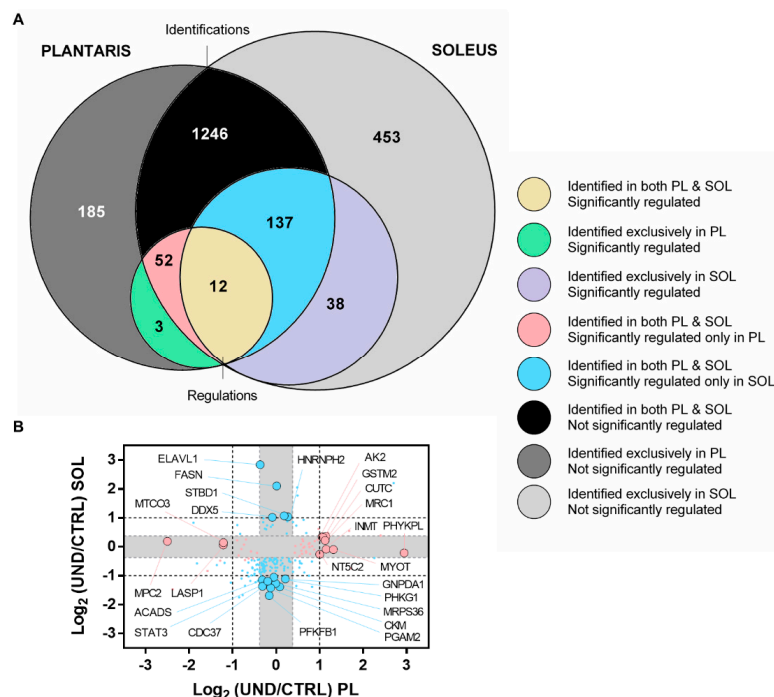 A
Identifications
PLANTARIS
SOLEUS
1246
453
185
137
52
12
38
3
Regulations
Identified in both PL & SOL
Significantly regulated
Identified exclusively in PL
Significantly regulated
Identified exclusively in SOL
Significantly regulated
Identified in both PL & SOL
Significantly regulated only in PL
Identified in both PL & SOL
Significantly regulated only in SOL
Identified in both PL & SOL
Not significantly regulated
Identified exclusively in PL
Not significantly regulated
Identified exclusively in SOL
Not significantly regulated
B
Log2 (UND/CTRL) SOL
3
2
1
0
-1
-2
-3
ELAVL1
FASN
STBD1
DDX5
MTCO3
HNRNPH2
AK2
GSTM2
CUTC
MRC1
INMT PHYKPL
MPC2 LASP1
ACADS
STAT3 CDC37
PFKFB1
NT5C2 MYOT
GNPDA1
PHKG1
MRPS36
CKM
PGAM2
-3 -2 -1 0 1 2 3
Log2 (UND/CTRL) PL